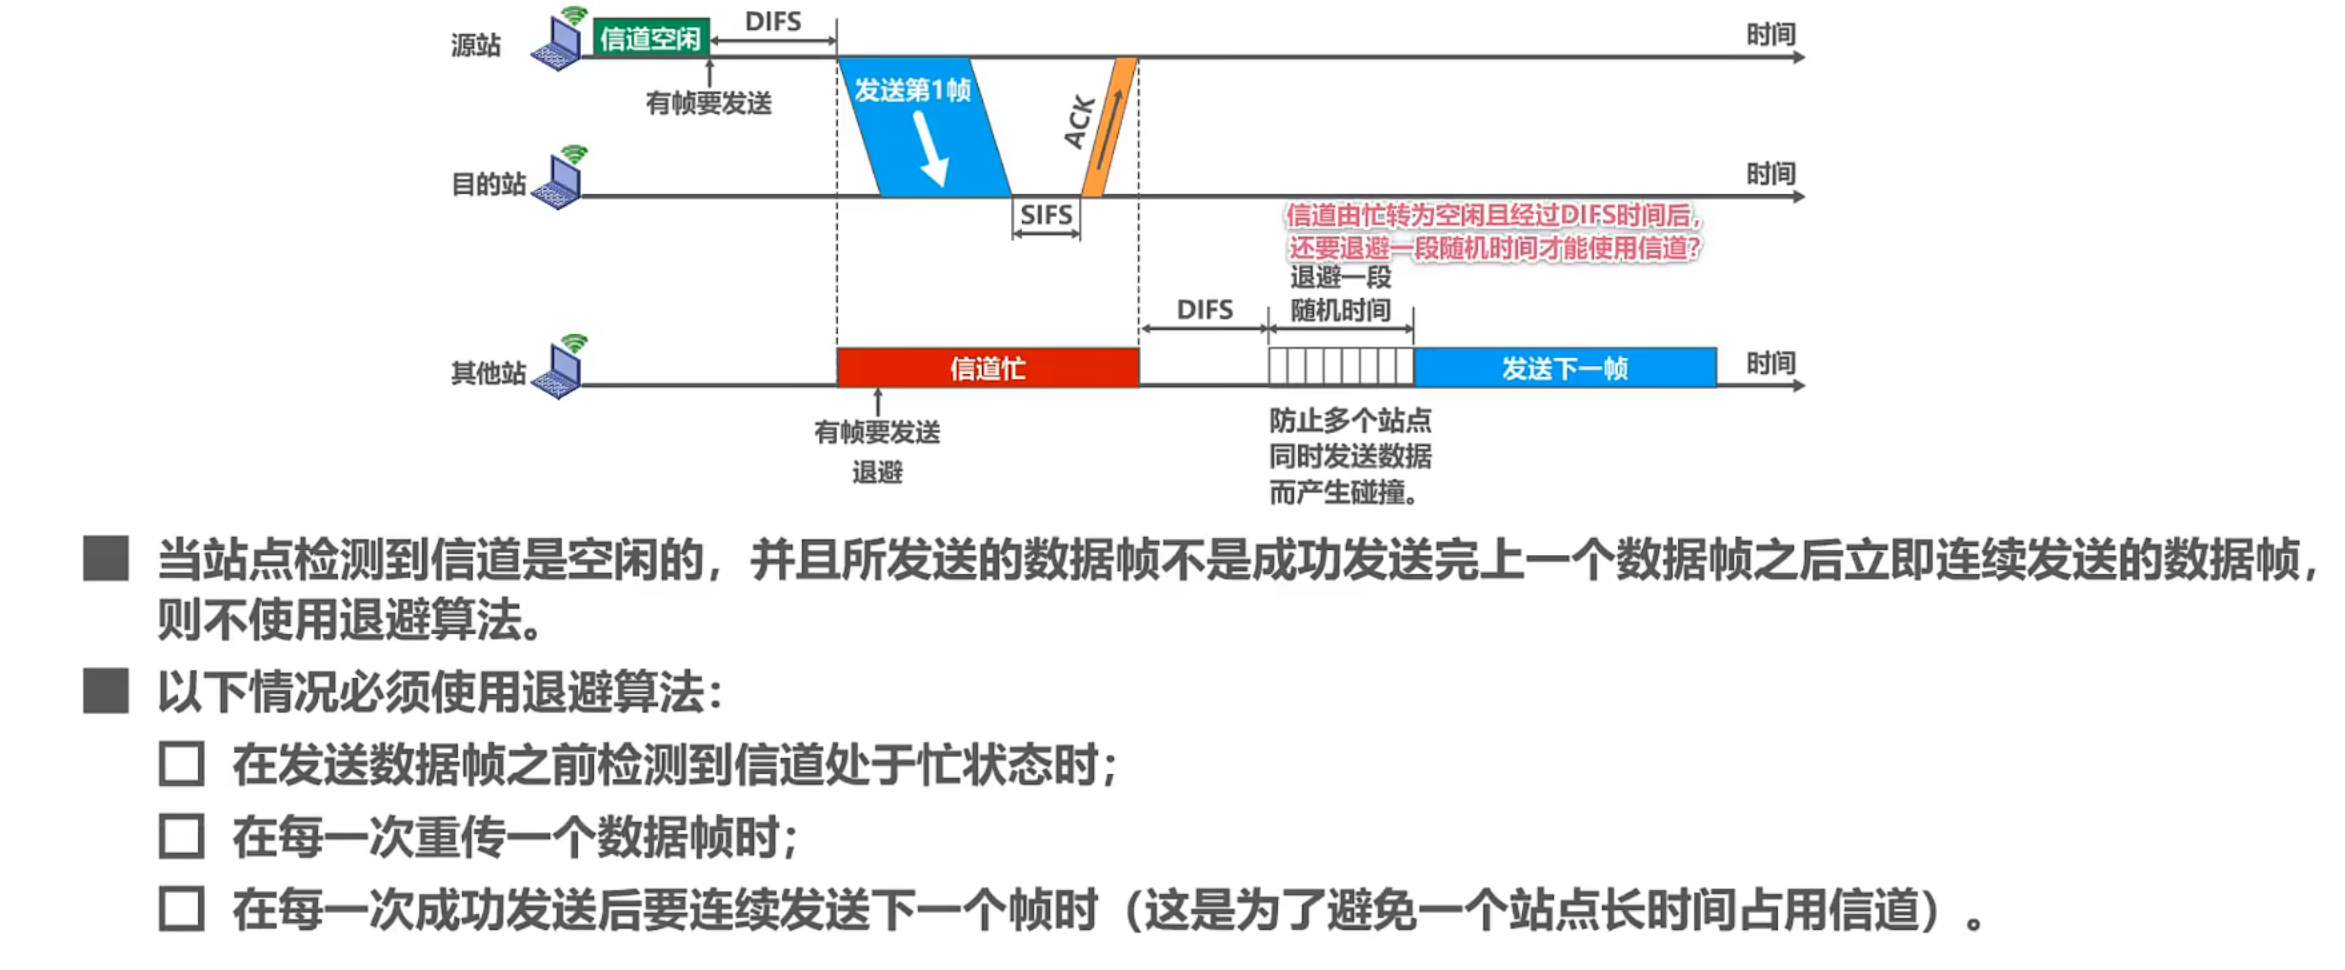 源站
信道空闲
DIFS
时间
有帧要发送
发送第1帧
ACK
目的站
时间
SIFS
信道由忙转为空闲且经过DIFS时间后，
还要退避一段随机时间才能使用信道？
退避一段
随机时间
DIFS
其他站
信道忙
发送下一帧
时间
有帧要发送
退避
防止多个站点
同时发送数据
而产生碰撞。
当站点检测到信道是空闲的，并且所发送的数据帧不是成功发送完上一个数据帧之后立即连续发送的数据帧，
则不使用退避算法。
以下情况必须使用退避算法：
在发送数据帧之前检测到信道处于忙状态时；
在每一次重传一个数据帧时；
在每一次成功发送后要连续发送下一个帧时（这是为了避免一个站点长时间占用信道）。